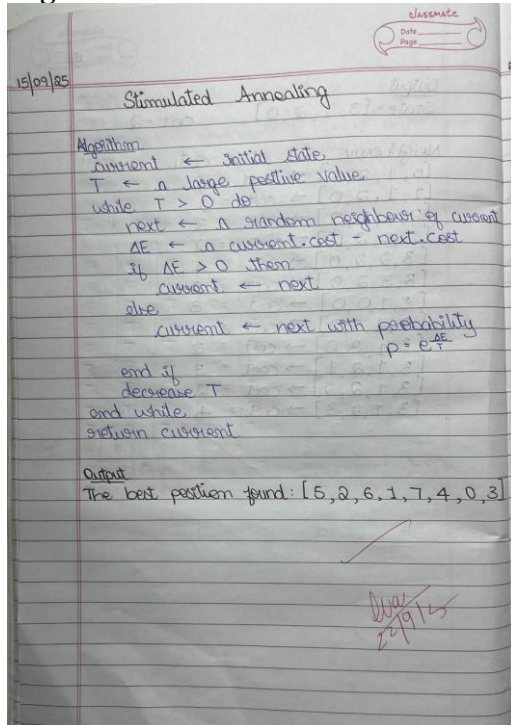 classmate
Date
Page
15/09/25
Stimulated Annealing
Algorithm
current ← initial state
T ← a large positive value
while T > 0 do
next ← a random neighbour of current
ΔE ← a current.cost - next.cost
if ΔE > 0 then
current ← next
else
current ← next with probability
p = e^ΔE/T
end if
decrease T
end while
return current
Output
The best position found: [5, 2, 6, 1, 7, 4, 0, 3]
22/9/25